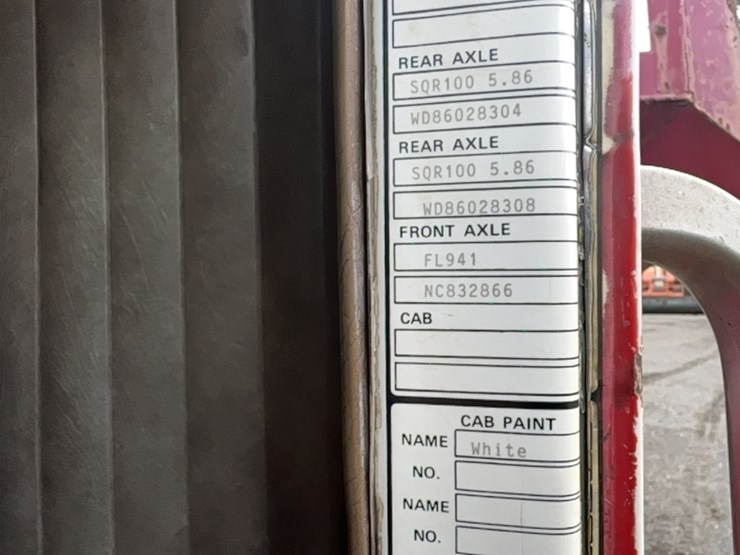 REAR AXLE
SQR100 5.86
WD86028304
REAR AXLE
SQR100 5.86
WD86028308
FRONT AXLE
FL941
NC832866
CAB
CAB PAINT
NAME White
NO.
NAME
NO.